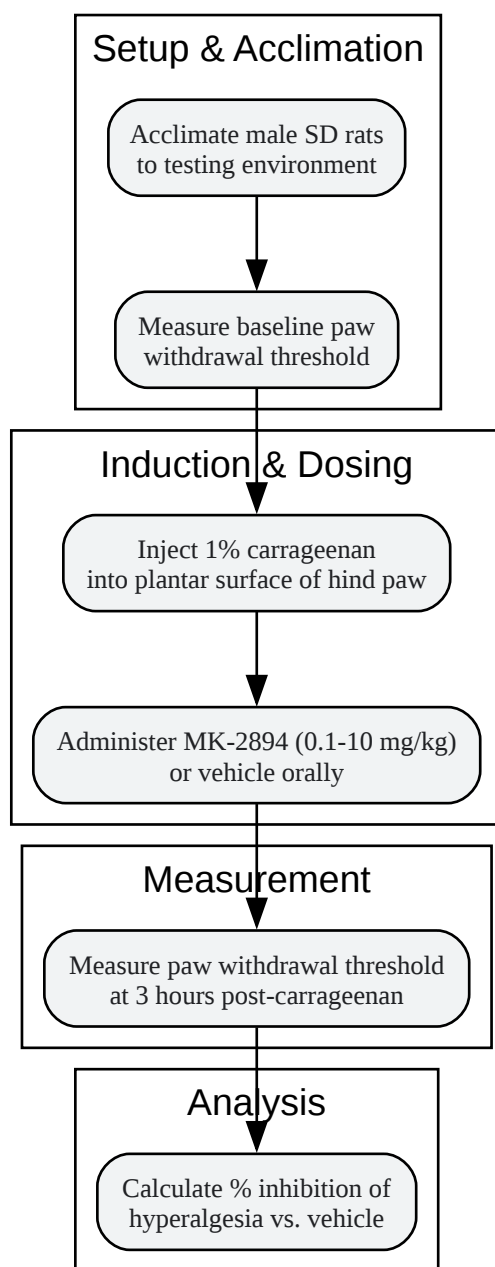 Setup & Acclimation
Acclimate male SD rats
to testing environment
Measure baseline paw
withdrawal threshold
Induction & Dosing
Inject 1% carrageenan
into plantar surface of hind paw
Administer MK-2894 (0.1-10 mg/kg)
or vehicle orally
Measurement
Measure paw withdrawal threshold
at 3 hours post-carrageenan
Analysis
Calculate % inhibition of
hyperalgesia vs. vehicle